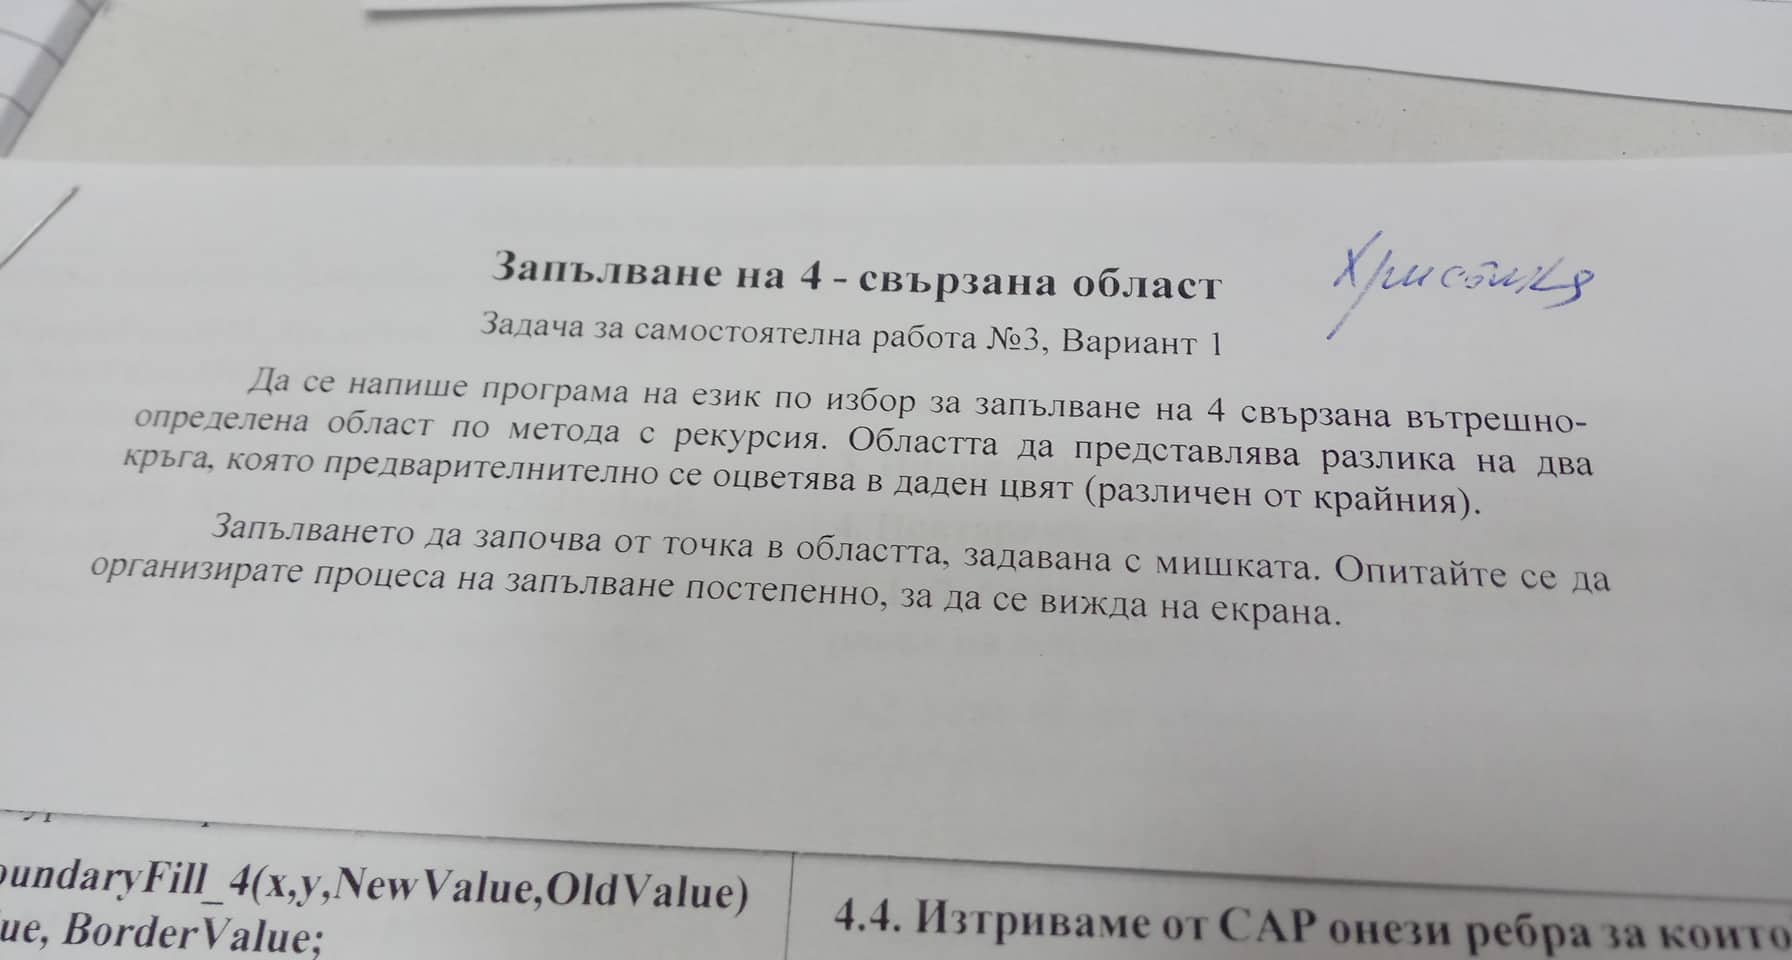 Запълване на 4 - свързана област
Задача за самостоятелна работа №3, Вариант 1
Да се напише програма на език по избор за запълване на 4 свързана вътрешно-
определена област по метода с рекурсия. Областта да представлява разлика на два
кръга, която предварителнително се оцветява в даден цвят (различен от крайния).
Запълването да започва от точка в областта, задавана с мишката. Опитайте се да
организирате процеса на запълване постепенно, за да се вижда на екрана.
oundaryFill_4(x,y,NewValue,OldValue)
ue, BorderValue;
4.4. Изтриваме от САР онези ребра за които